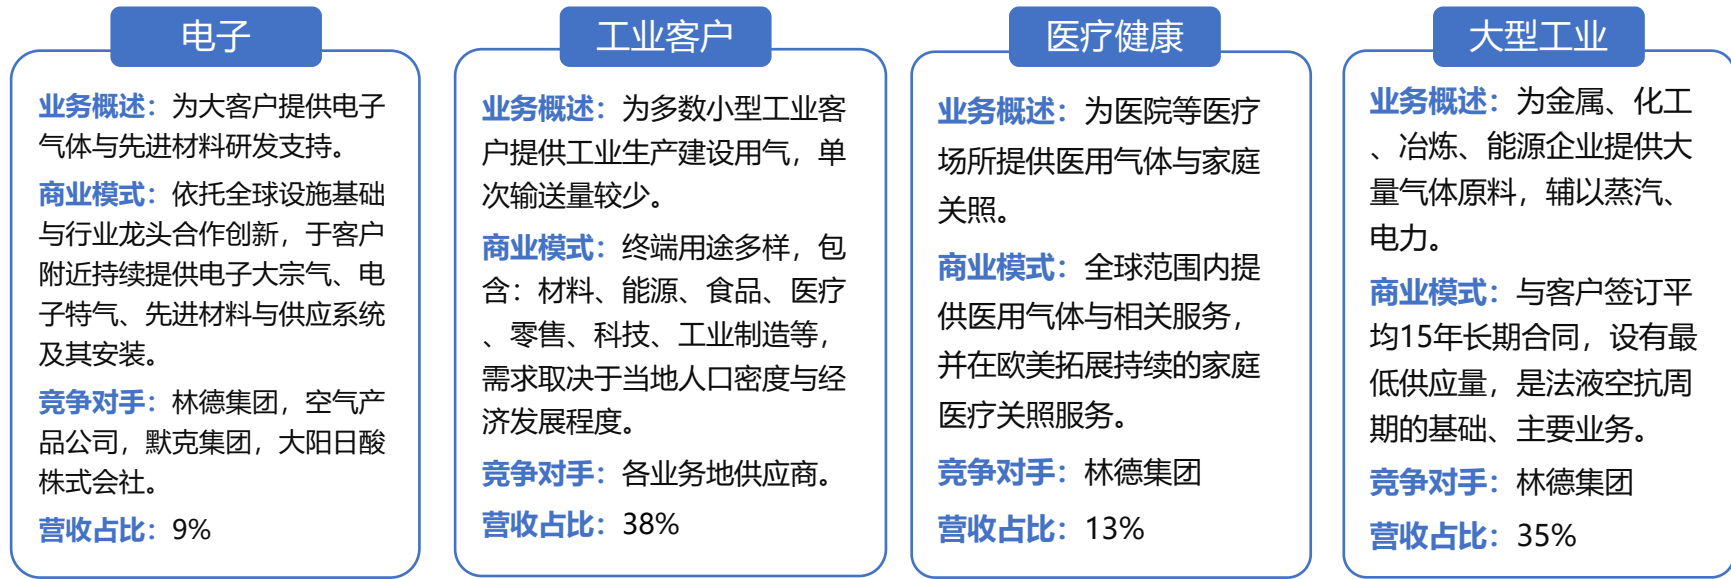 电子
业务概述：为大客户提供电子
气体与先进材料研发支持。
商业模式：依托全球设施基础
与行业龙头合作创新，于客户
附近持续提供电子大宗气、电
子特气、先进材料与供应系统
及其安装。
竞争对手：林德集团，空气产
品公司，默克集团，大阳日酸
株式会社。
营收占比：9%
工业客户
业务概述：为多数小型工业客
户提供工业生产建设用气，单
次输送量较少。
商业模式：终端用途多样，包
含：材料、能源、食品、医疗
、零售、科技、工业制造等，
需求取决于当地人口密度与经
济发展程度。
竞争对手：各业务地供应商。
营收占比：38%
医疗健康
业务概述：为医院等医疗
场所提供医用气体与家庭
关照。
商业模式：全球范围内提
供医用气体与相关服务，
并在欧美拓展持续的家庭
医疗关照服务。
竞争对手：林德集团
营收占比：13%
大型工业
业务概述：为金属、化工
、冶炼、能源企业提供大
量气体原料，辅以蒸汽、
电力。
商业模式：与客户签订平
均15年长期合同，设有最
低供应量，是法液空抗周
期的基础、主要业务。
竞争对手：林德集团
营收占比：35%